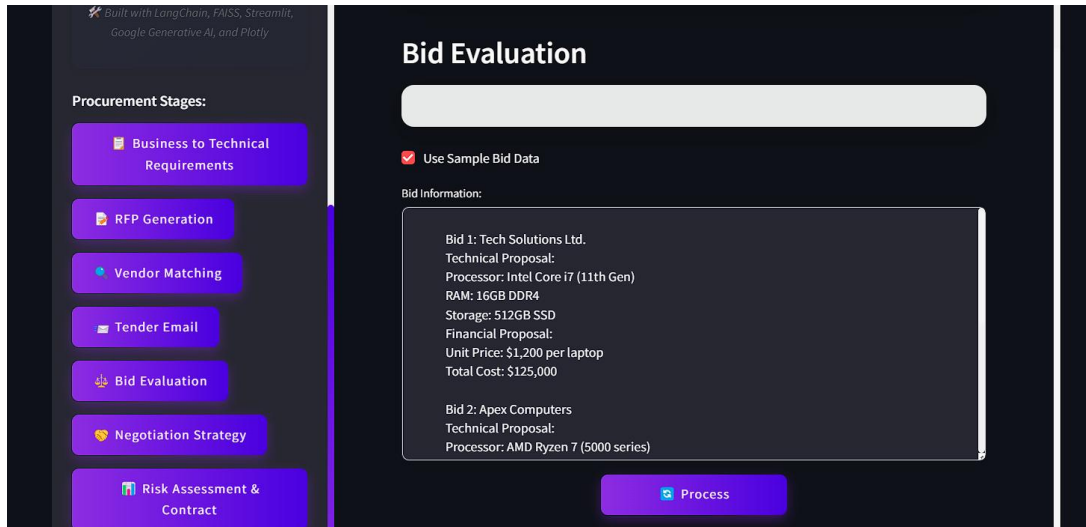 🛠 Built with LangChain, FAISS, Streamlit,
Google Generative AI, and Plotly
Procurement Stages:
📋 Business to Technical
Requirements
📝 RFP Generation
🔍 Vendor Matching
📨 Tender Email
⚖ Bid Evaluation
🤝 Negotiation Strategy
📊 Risk Assessment &
Contract
Bid Evaluation
Use Sample Bid Data
Bid Information:
Bid 1: Tech Solutions Ltd.
Technical Proposal:
Processor: Intel Core i7 (11th Gen)
RAM: 16GB DDR4
Storage: 512GB SSD
Financial Proposal:
Unit Price: $1,200 per laptop
Total Cost: $125,000
Bid 2: Apex Computers
Technical Proposal:
Processor: AMD Ryzen 7 (5000 series)
🔄 Process